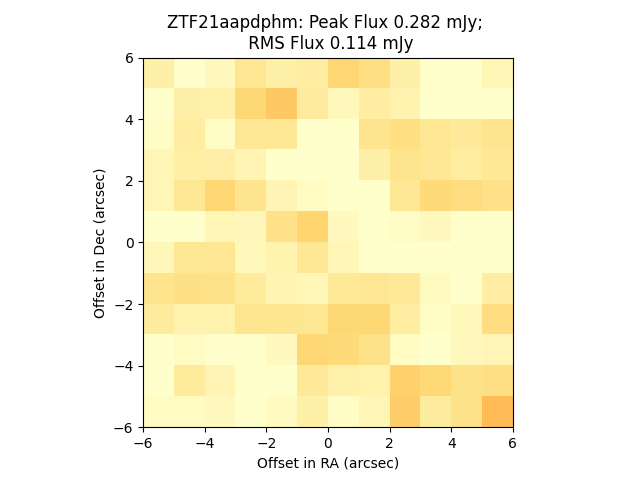 ZTF21aapdphm: Peak Flux 0.282 mJy;
RMS Flux 0.114 mJy
6
4
2
0
−2
−4
−6
Offset in Dec (arcsec)
−6 −4 −2 0 2 4 6
Offset in RA (arcsec)